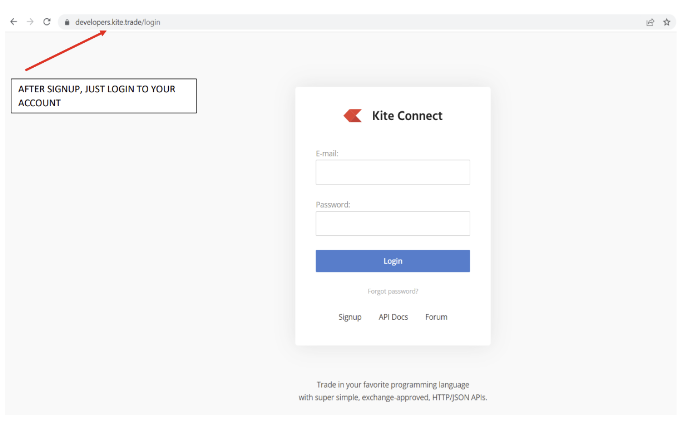 developers.kite.trade/login
AFTER SIGNUP, JUST LOGIN TO YOUR
ACCOUNT
Kite Connect
E-mail:
Password:
Login
Forgot password?
Signup API Docs Forum
Trade in your favorite programming language
with super simple, exchange-approved, HTTP/JSON APIs.